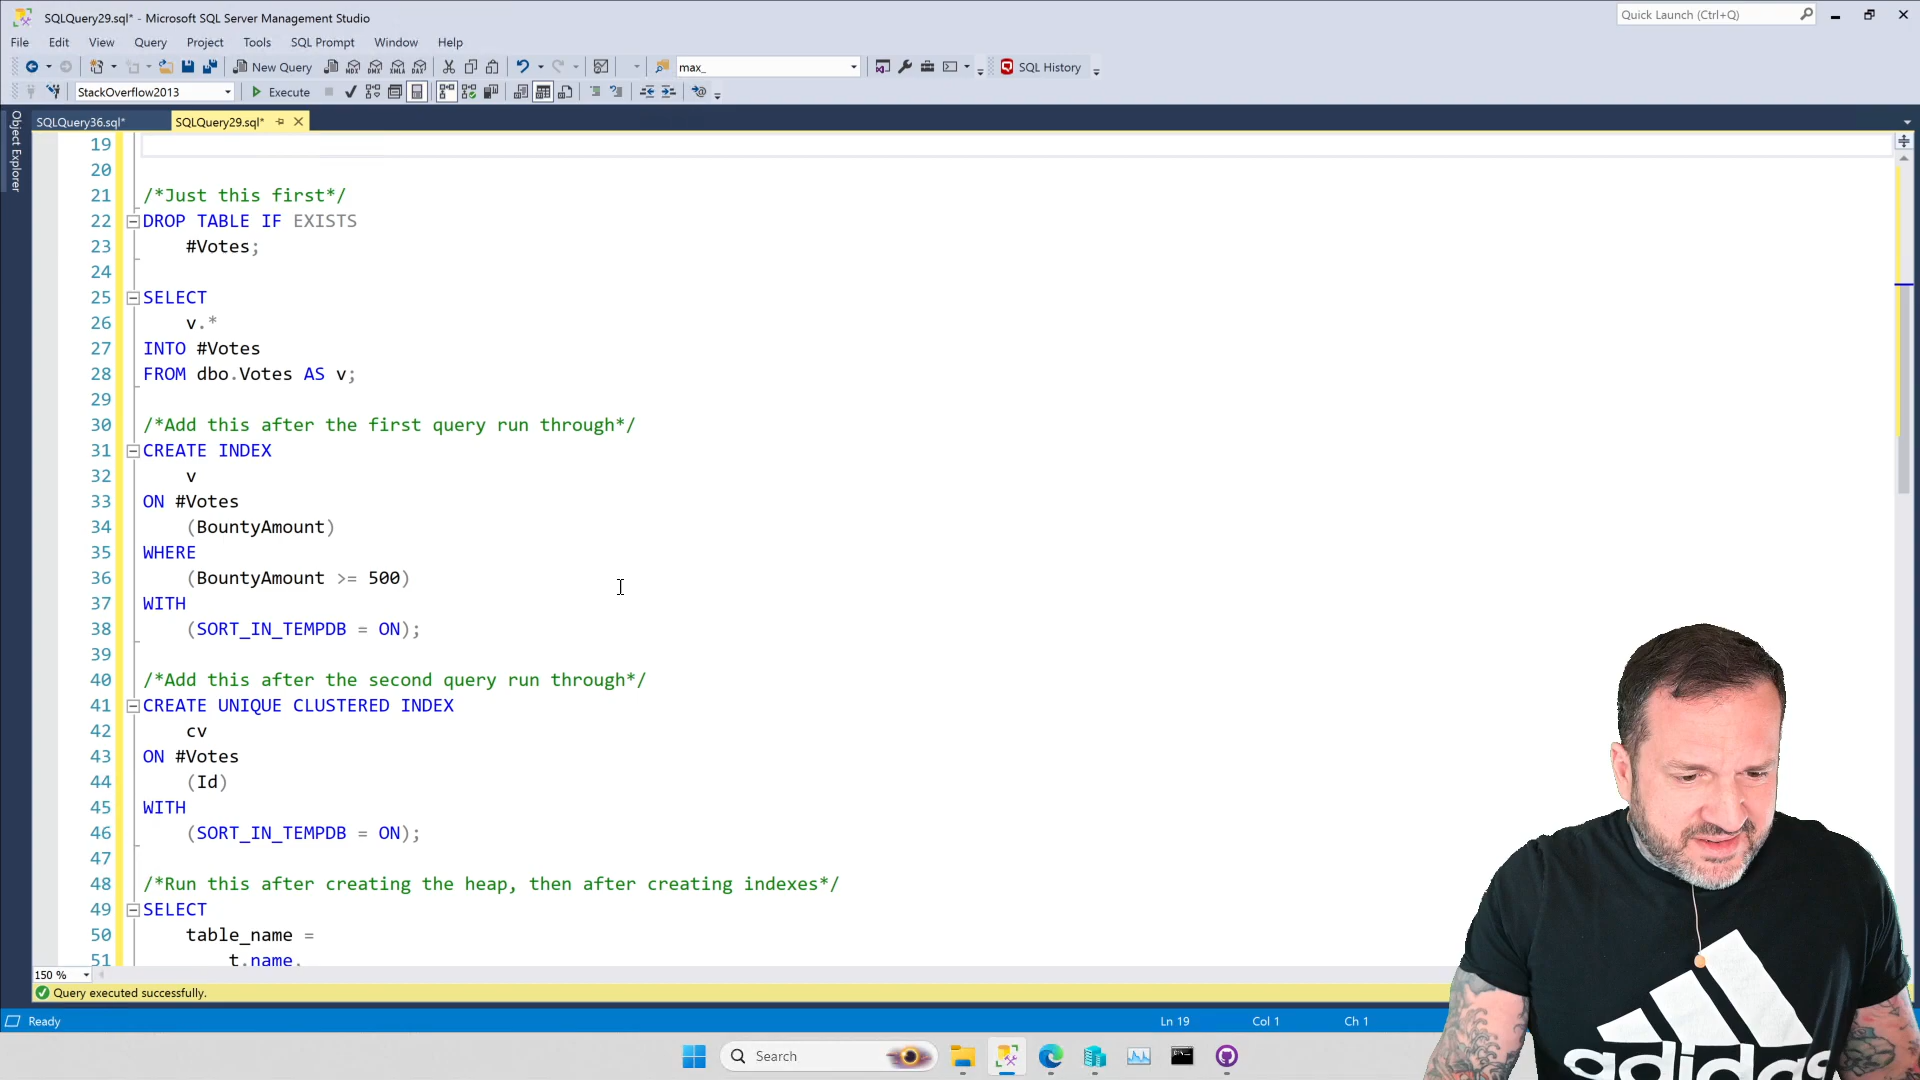 SQLQuery29.sql* - Microsoft SQL Server Management Studio
Quick Launch (Ctrl+Q)
File Edit View Query Project Tools SQL Prompt Window Help
New Query
MDX DMX XMLA DAX
max_
SQL History
StackOverflow2013
Execute
Object Explorer
SQLQuery36.sql*
SQLQuery29.sql*
19
20
21 /*Just this first*/
22 DROP TABLE IF EXISTS
23 #Votes;
24
25 SELECT
26 v.*
27 INTO #Votes
28 FROM dbo.Votes AS v;
29
30 /*Add this after the first query run through*/
31 CREATE INDEX
32 v
33 ON #Votes
34 (BountyAmount)
35 WHERE
36 (BountyAmount >= 500)
37 WITH
38 (SORT_IN_TEMPDB = ON);
39
40 /*Add this after the second query run through*/
41 CREATE UNIQUE CLUSTERED INDEX
42 cv
43 ON #Votes
44 (Id)
45 WITH
46 (SORT_IN_TEMPDB = ON);
47
48 /*Run this after creating the heap, then after creating indexes*/
49 SELECT
50 table_name =
51 t.name,
150 %
Query executed successfully.
Ready
Ln 19
Col 1
Ch 1
Search
adidas